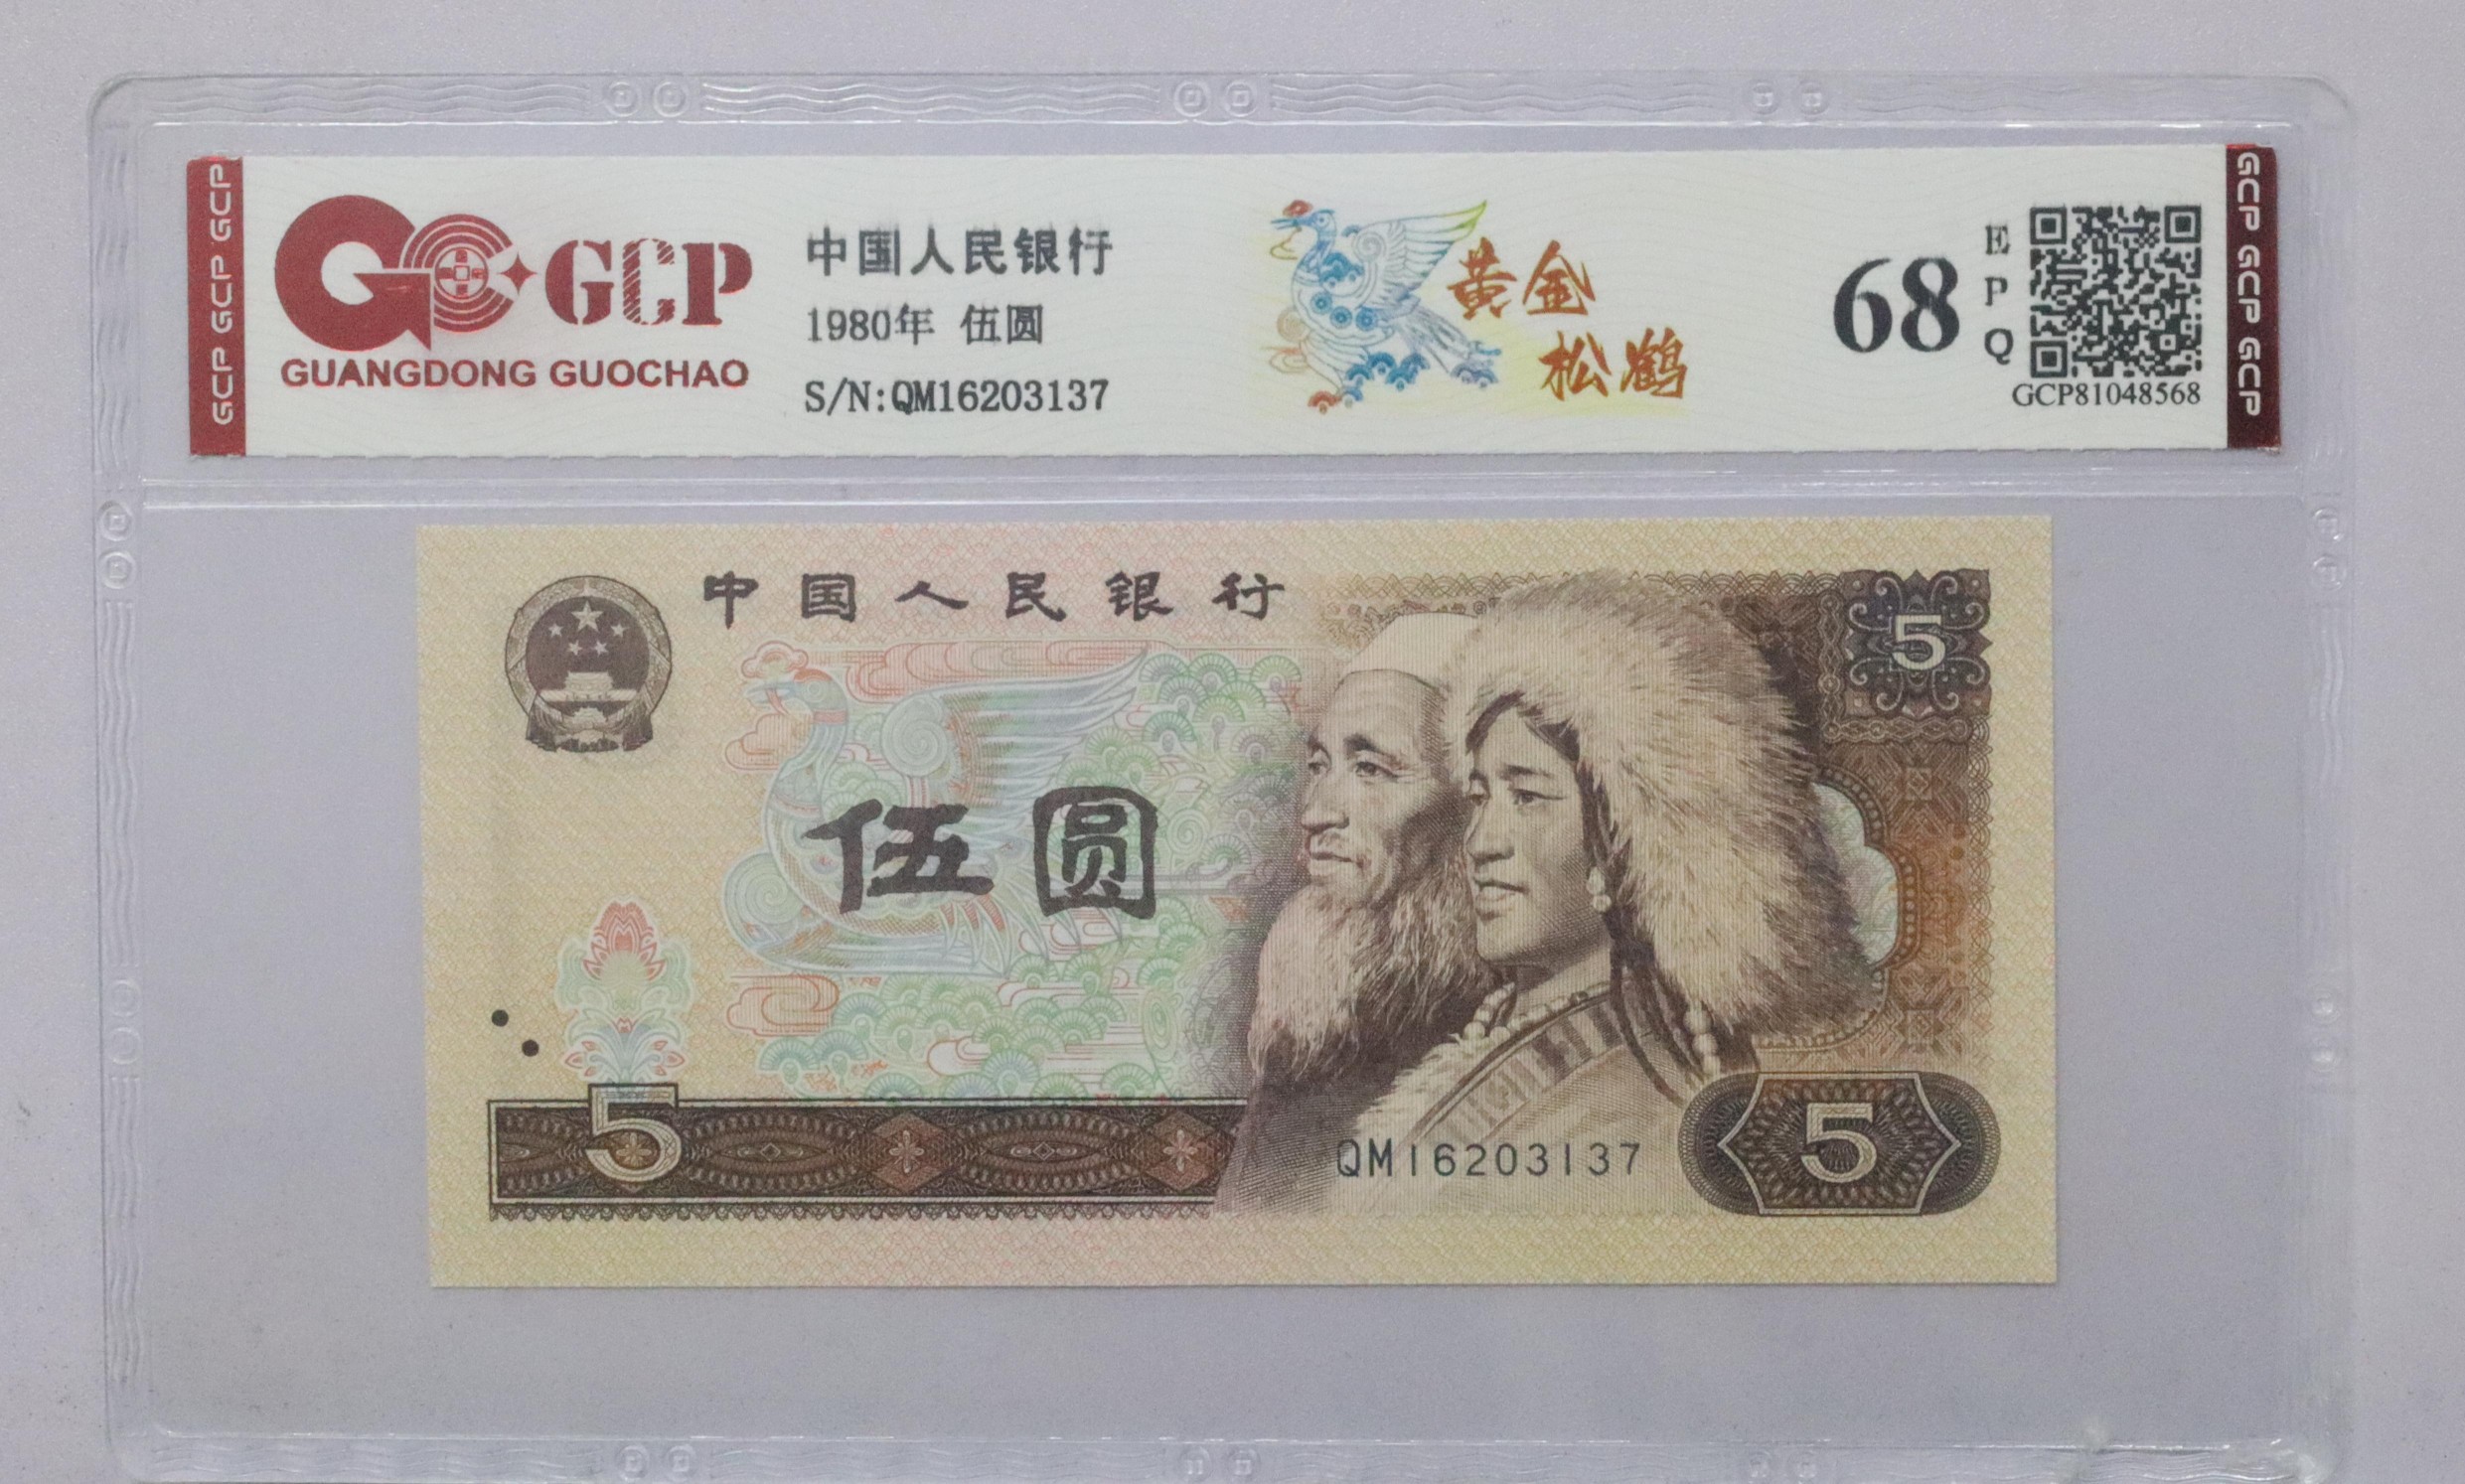 GCP GCP GCP
GCP
GUANGDONG GUOCHAO
中国人民银行
1980年 伍圆
S/N:QM16203137
黄金
松鹤
68
EPQ
GCP81048568
GCP GCP GCP
中国人民银行
5
伍圆
5
QM16203137
5